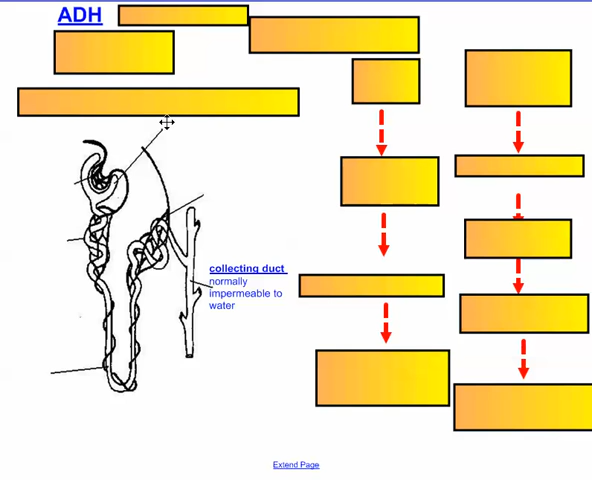 ADH
collecting duct
normally
impermeable to
water
Extend Page